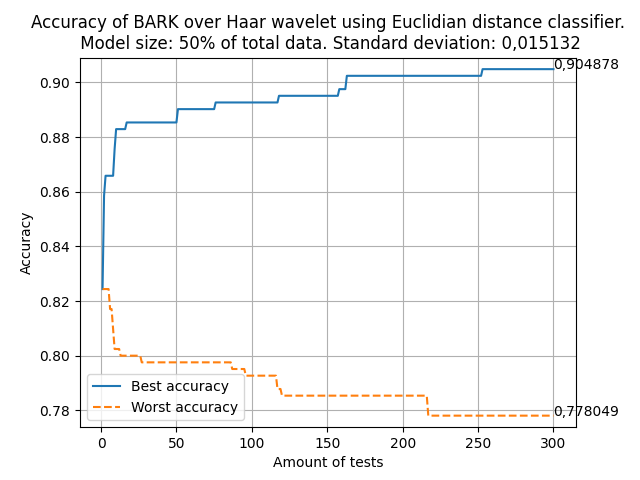 Accuracy of BARK over Haar wavelet using Euclidian distance classifier.
Model size: 50% of total data. Standard deviation: 0,015132
0,904878
0.90
0.88
0.86
0.84
0.82
0.80
0.78
Accuracy
Best accuracy
Worst accuracy
0,778049
0 50 100 150 200 250 300
Amount of tests